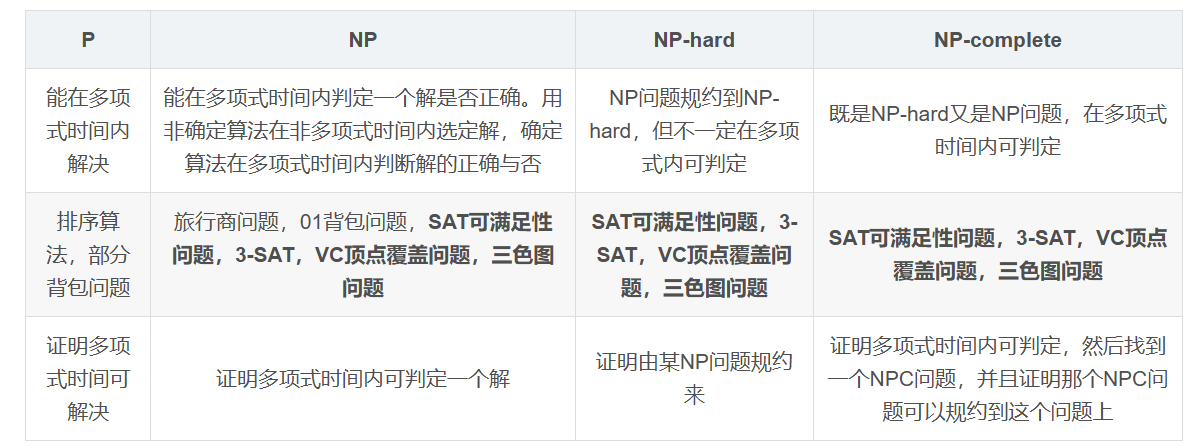 P
NP
NP-hard
NP-complete
能在多项
式时间内
解决
能在多项式时间内判定一个解是否正确。用
非确定算法在非多项式时间内选定解，确定
算法在多项式时间内判断解的正确与否
NP问题规约到NP-
hard，但不一定在多项
式内可判定
既是NP-hard又是NP问题，在多项式
时间内可判定
排序算
法，部分
背包问题
旅行商问题，01背包问题，SAT可满足性
问题，3-SAT，VC顶点覆盖问题，三色图
问题
SAT可满足性问题，3-
SAT，VC顶点覆盖问
题，三色图问题
SAT可满足性问题，3-SAT，VC顶点
覆盖问题，三色图问题
证明多项
式时间可
解决
证明多项式时间内可判定一个解
证明由某NP问题规约
来
证明多项式时间内可判定，然后找到
一个NPC问题，并且证明那个NPC问
题可以规约到这个问题上